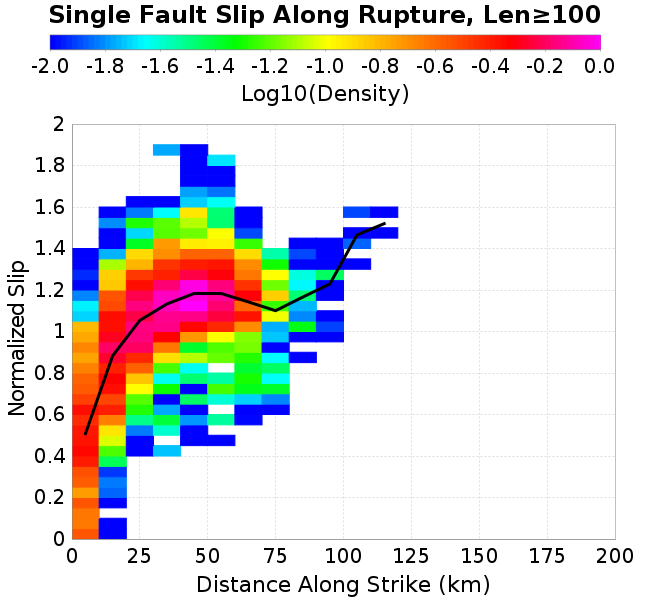 Single Fault Slip Along Rupture, Len≥100
-2.0 -1.8 -1.6 -1.4 -1.2 -1.0 -0.8 -0.6 -0.4 -0.2 0.0
Log10(Density)
Normalized Slip
2
1.8
1.6
1.4
1.2
1
0.8
0.6
0.4
0.2
0
0 25 50 75 100 125 150 175 200
Distance Along Strike (km)